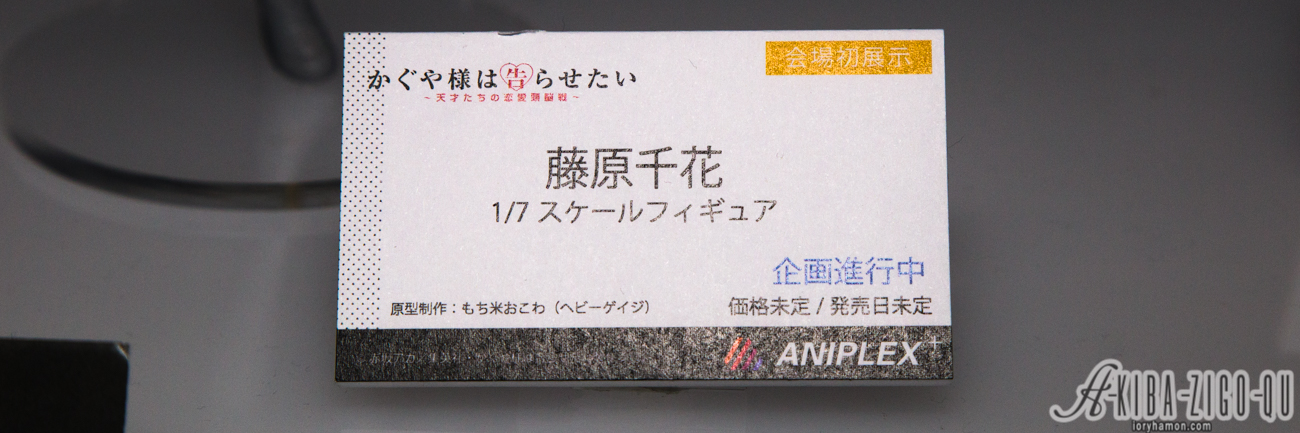 会場初展示
かぐや様は告らせたい
~天才たちの恋愛頭脳戦~
藤原千花
1/7 スケールフィギュア
企画進行中
原型制作：もち米おこわ（ヘビーゲイジ）
価格未定 / 発売日未定
ANIPLEX+
AKIBA-ZIGO-QU
ioryhamon.com